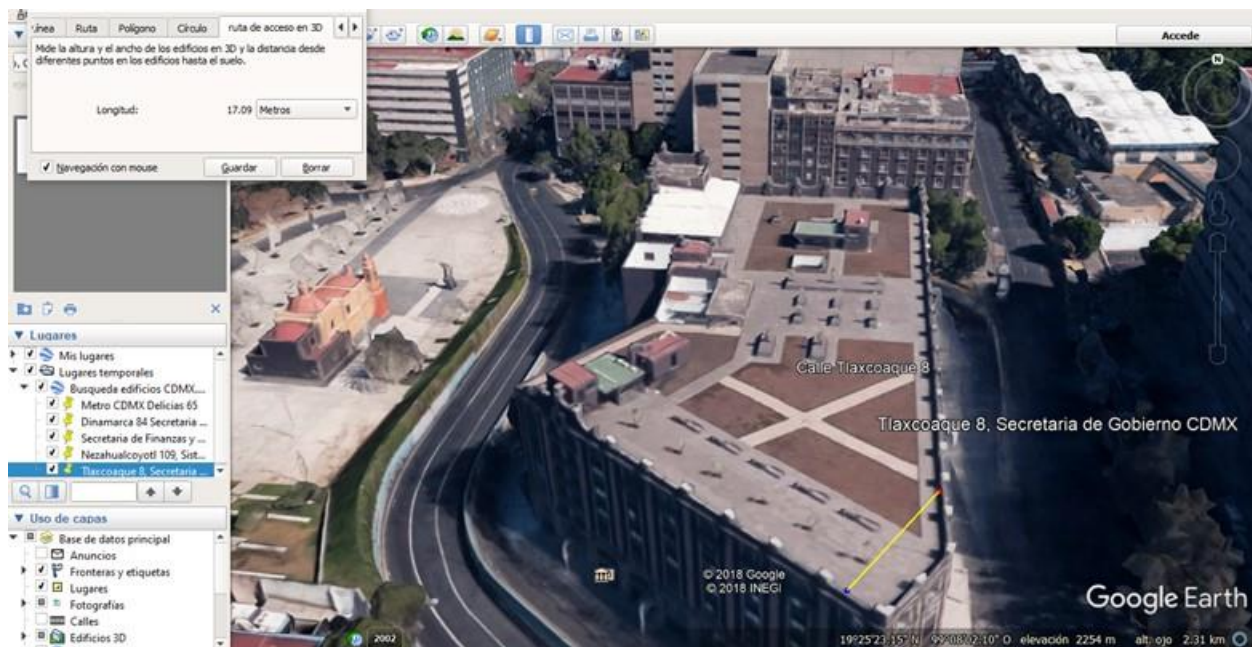 Línea Ruta Polígono Círculo ruta de acceso en 3D
Mide la altura y el ancho de los edificios en 3D y la distancia desde
diferentes puntos en los edificios hasta el suelo.
Longitud: 17.09 Metros
Navegación con mouse Guardar Borrar
Accede
N
Lugares
Mis lugares
Lugares temporales
Busqueda edificios CDMX....
Metro CDMX Delicias 65
Dinamarca 84 Secretaria ...
Secretaria de Finanzas y ...
Nezahualcoyotl 109, Sist...
Tlaxcoaque 8, Secretaria ...
Uso de capas
Base de datos principal
Anuncios
Fronteras y etiquetas
Lugares
Fotografías
Calles
Edificios 3D
Calle Tlaxcoaque 8
Tlaxcoaque 8, Secretaria de Gobierno CDMX
© 2018 Google
© 2018 INEGI
Google Earth
2002
19°25'23.15" N 99°08'02.10" O elevación 2254 m alt. ojo 2.31 km